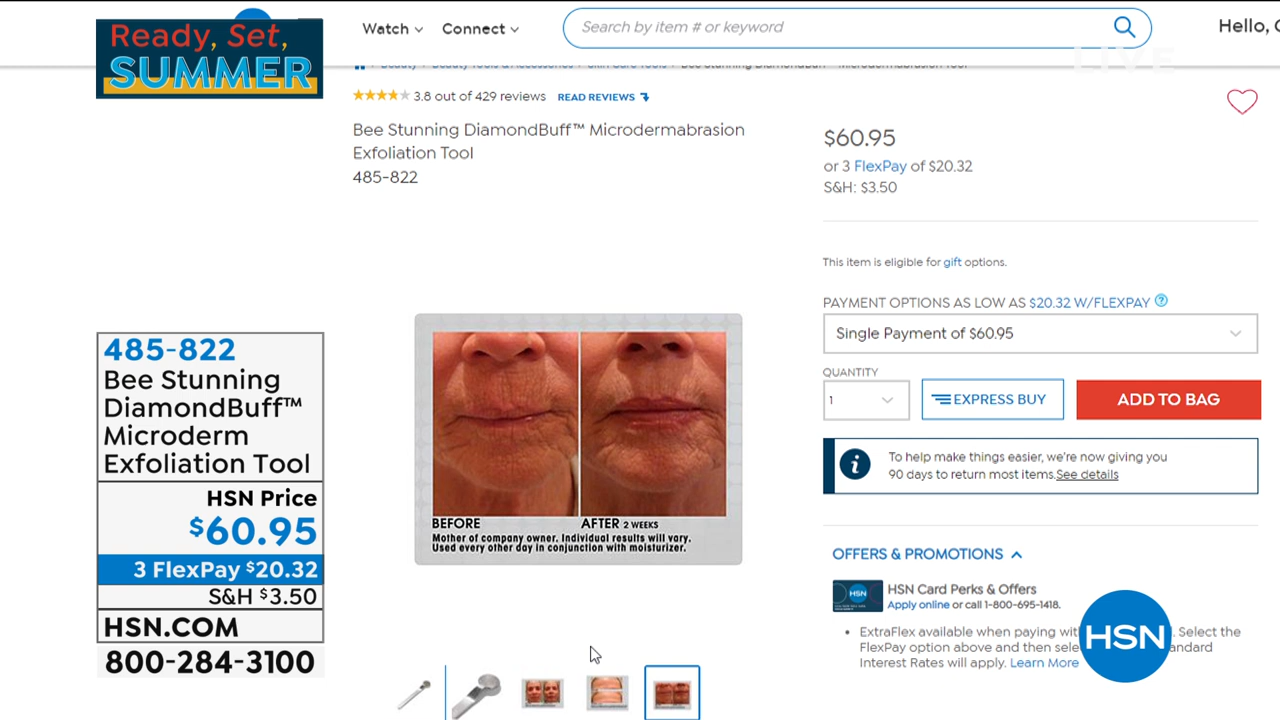 Ready, Set,
SUMMER
Watch
Connect
Search by item # or keyword
Hello,
LIVE
3.8 out of 429 reviews READ REVIEWS
Bee Stunning DiamondBuff™ Microdermabrasion
Exfoliation Tool
485-822
$60.95
or 3 FlexPay of $20.32
S&H: $3.50
This item is eligible for gift options.
PAYMENT OPTIONS AS LOW AS $20.32 W/FLEXPAY ?
Single Payment of $60.95
QUANTITY
1
EXPRESS BUY
ADD TO BAG
i
To help make things easier, we're now giving you
90 days to return most items.See details
OFFERS & PROMOTIONS
HSN
HSN Card Perks & Offers
Apply online or call 1-800-695-1418.
• ExtraFlex available when paying . Select the
FlexPay option above and then
Interest Rates will apply. Learn More
HSN
485-822
Bee Stunning
DiamondBuff™
Microderm
Exfoliation Tool
HSN Price
$60.95
3 FlexPay $20.32
S&H $3.50
HSN.COM
800-284-3100
BEFORE
AFTER 2 WEEKS
Mother of company owner. Individual results will vary.
Used every other day in conjunction with moisturizer.